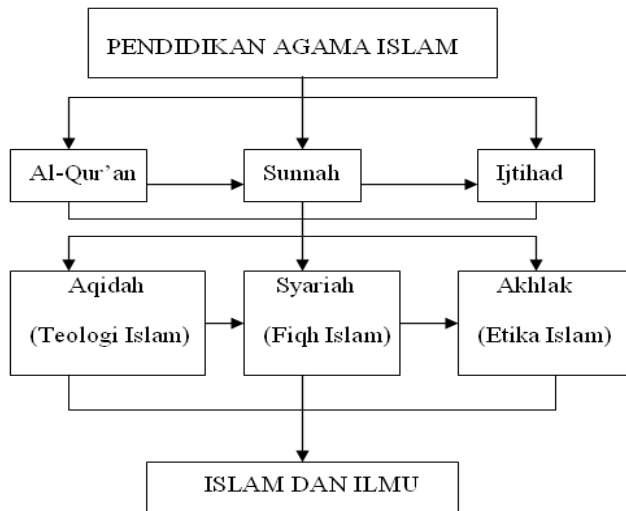 PENDIDIKAN AGAMA ISLAM
Al-Qur’an
Sunnah
Ijtihad
Aqidah
(Teologi Islam)
Syariah
(Fiqh Islam)
Akhlak
(Etika Islam)
ISLAM DAN ILMU